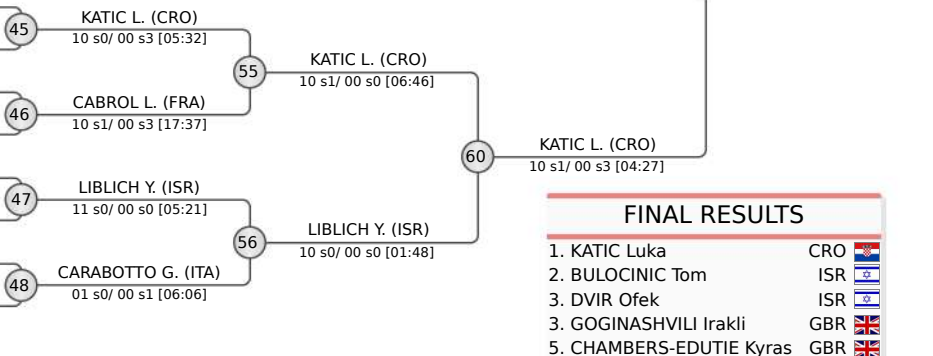 45
KATIC L. (CRO)
10 s0/ 00 s3 [05:32]
55
KATIC L. (CRO)
10 s1/ 00 s0 [06:46]
46
CABROL L. (FRA)
10 s1/ 00 s3 [17:37]
60
KATIC L. (CRO)
10 s1/ 00 s3 [04:27]
47
LIBLICH Y. (ISR)
11 s0/ 00 s0 [05:21]
56
LIBLICH Y. (ISR)
10 s0/ 00 s0 [01:48]
48
CARABOTTO G. (ITA)
01 s0/ 00 s1 [06:06]
FINAL RESULTS
1. KATIC Luka CRO
2. BULOCINIC Tom ISR
3. DVIR Ofek ISR
3. GOGINASHVILI Irakli GBR
5. CHAMBERS-EDUTIE Kyras GBR